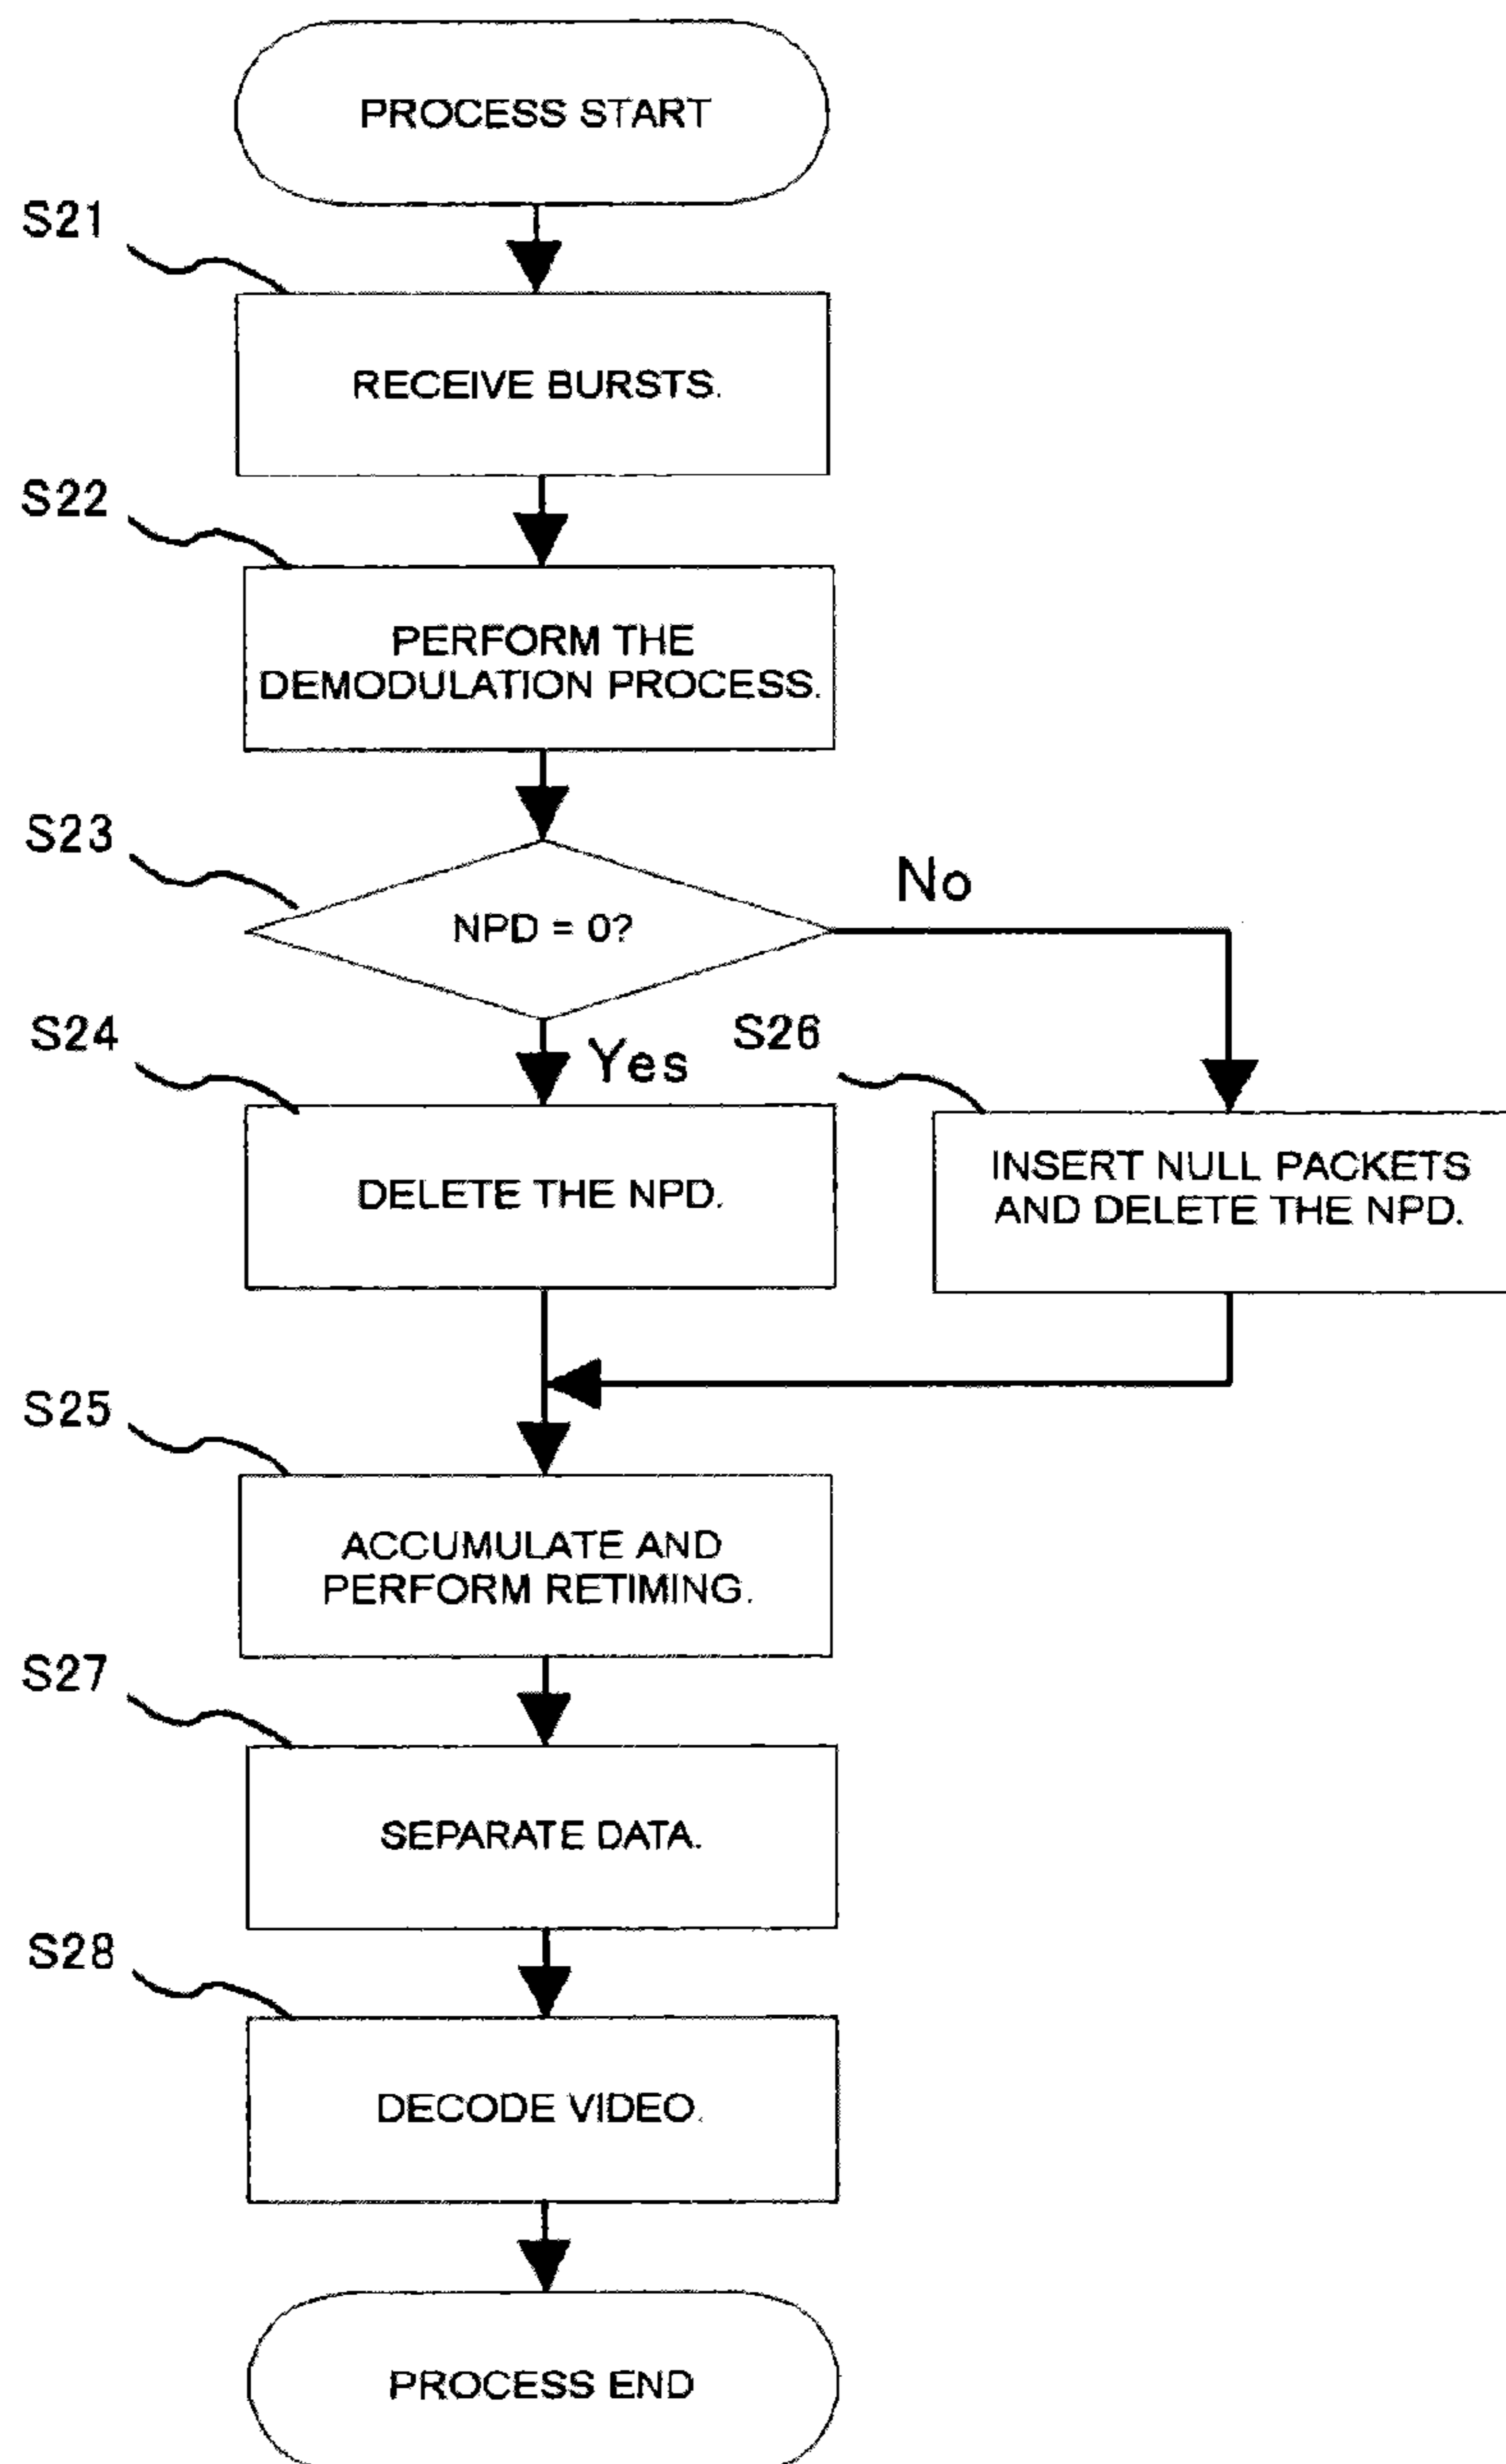 PROCESS START
S21
RECEIVE BURSTS.
S22
PERFORM THE
DEMODULATION PROCESS.
S23
NPD = 0?
No
S24
Yes
S26
DELETE THE NPD.
INSERT NULL PACKETS
AND DELETE THE NPD.
S25
ACCUMULATE AND
PERFORM RETIMING.
S27
SEPARATE DATA.
S28
DECODE VIDEO.
PROCESS END